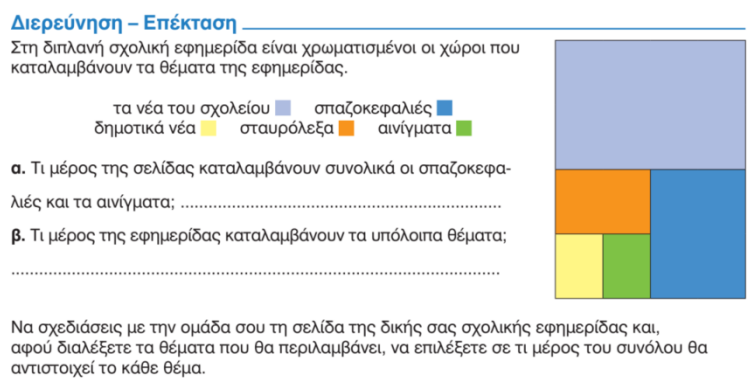 Διερεύνηση – Επέκταση
Στη διπλανή σχολική εφημερίδα είναι χρωματισμένοι οι χώροι που
καταλαμβάνουν τα θέματα της εφημερίδας.
τα νέα του σχολείου σπαζοκεφαλιές
δημοτικά νέα σταυρόλεξα αινίγματα
α. Τι μέρος της σελίδας καταλαμβάνουν συνολικά οι σπαζοκεφα-
λιές και τα αινίγματα; ......................................................................
β. Τι μέρος της εφημερίδας καταλαμβάνουν τα υπόλοιπα θέματα;
..........................................................................................................
Να σχεδιάσεις με την ομάδα σου τη σελίδα της δικής σας σχολικής εφημερίδας και,
αφού διαλέξετε τα θέματα που θα περιλαμβάνει, να επιλέξετε σε τι μέρος του συνόλου θα
αντιστοιχεί το κάθε θέμα.